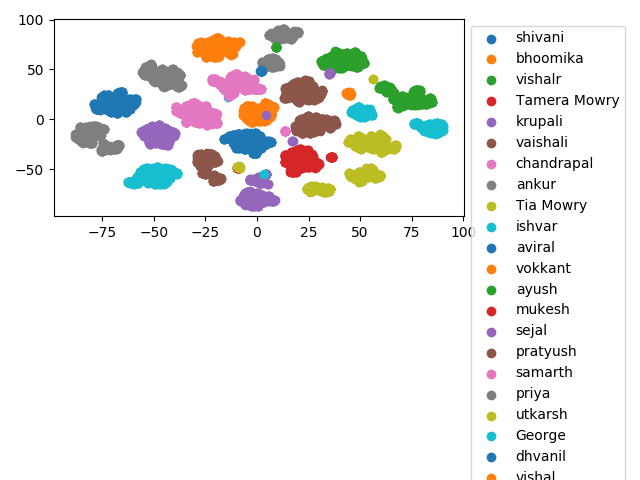 100
50
0
−50
−75
−50
−25
0
25
50
75
100
shivani
bhoomika
vishalr
Tamera Mowry
krupali
vaishali
chandrapal
ankur
Tia Mowry
ishvar
aviral
vokkant
ayush
mukesh
sejal
pratyush
samarth
priya
utkarsh
George
dhvanil
vishal